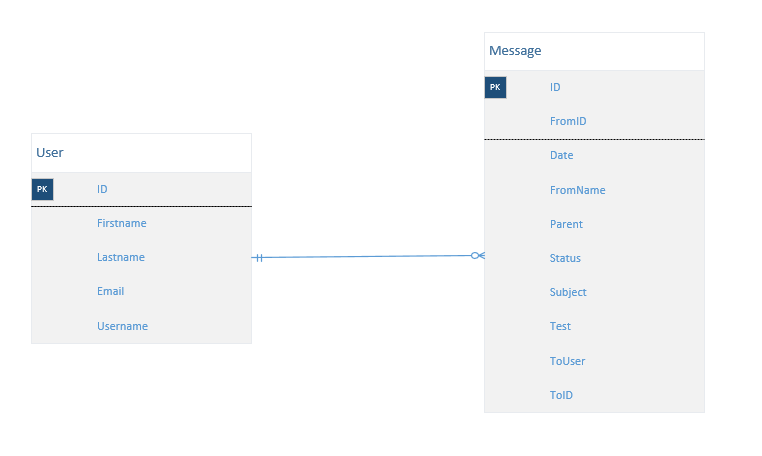 User
PK ID
Firstname
Lastname
Email
Username
Message
PK ID
FromID
Date
FromName
Parent
Status
Subject
Test
ToUser
ToID